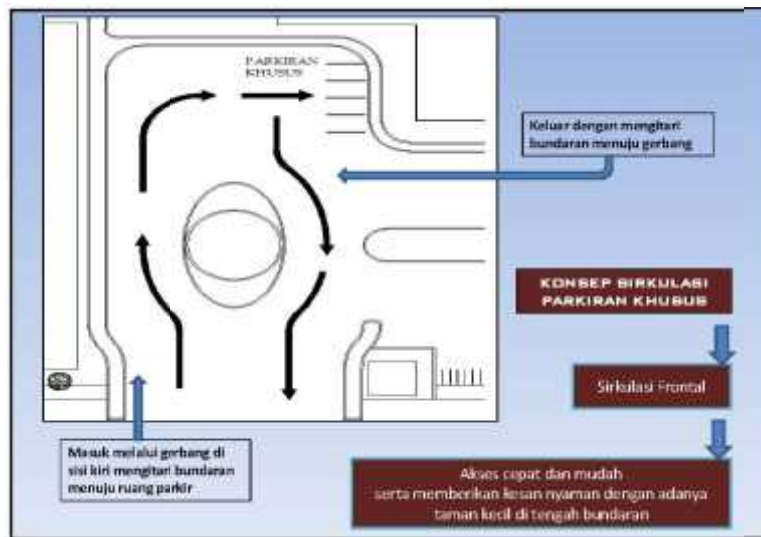 PARKIRAN
KHUSUS
Keluar dengan mengitari
bundaran menuju gerbang
KONSEP SIRKULASI
PARKIRAN KHUSUS
Sirkulasi Frontal
Masuk melalui gerbang di
sisi kiri mengitari bundaran
menuju ruang parkir
Akses cepat dan mudah
serta memberikan kesan nyaman dengan adanya
taman kecil di tengah bundaran